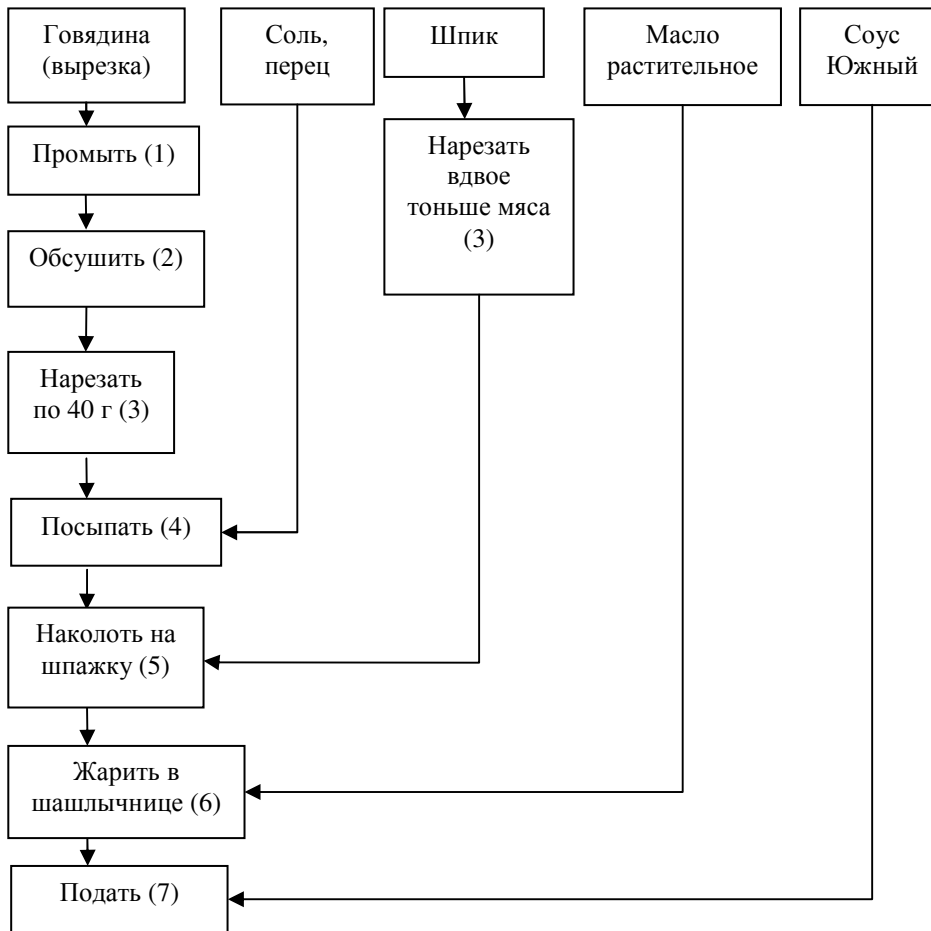 Говядина
(вырезка)
Соль,
перец
Шпик
Масло
растительное
Соус
Южный
Промыть (1)
Нарезать
вдвое
тоньше мяса
(3)
Обсушить (2)
Нарезать
по 40 г (3)
Посыпать (4)
Наколоть на
шпажку (5)
Жарить в
шашлычнице (6)
Подать (7)